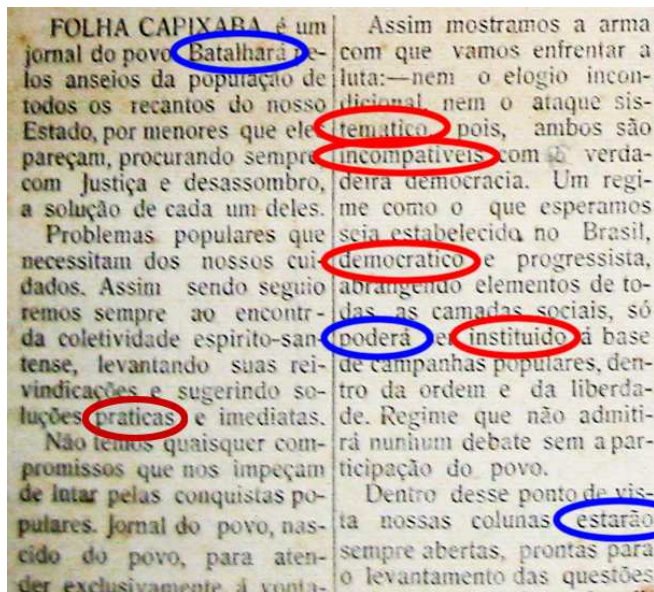 FOLHA CAPIXABA é um
jornal do povo Batalhará pe-
los anseios da população de
todos os recantos do nosso
Estado, por menores que eles
pareçam, procurando sempre,
com Justiça e desassombro,
a solução de cada um deles.
Problemas populares que
necessitam dos nossos cui-
dados. Assim sendo seguio
remos sempre ao encontr-
da coletividade espirito-san-
tense, levantando suas rei-
vindicações e sugerindo so-
luções praticas e imediatas.
Não temos quaisquer com-
promissos que nos impeçam
de lutar pelas conquistas po-
pulares. Jornal do povo, nas-
cido do povo, para aten-
der exclusivamente á vonta-
Assim mostramos a arma
com que vamos enfrentar a
luta:—nem o elogio incon-
dicional, nem o ataque sis-
tematico pois, ambos são
incompativeis com verda-
deira democracia. Um regi-
me como o que esperamos
seja estabelecido no Brasil,
democratico e progressista,
abrangendo elementos de to-
das as camadas sociais, só
poderá ser instituido á base
de campanhas populares, den-
tro da ordem e da liberda-
de. Regime que não admiti-
rá nunhum debate sem a par-
ticipação do povo.
Dentro desse ponto de vis-
ta nossas colunas estarão
sempre abertas, prontas para
o levantamento das questões